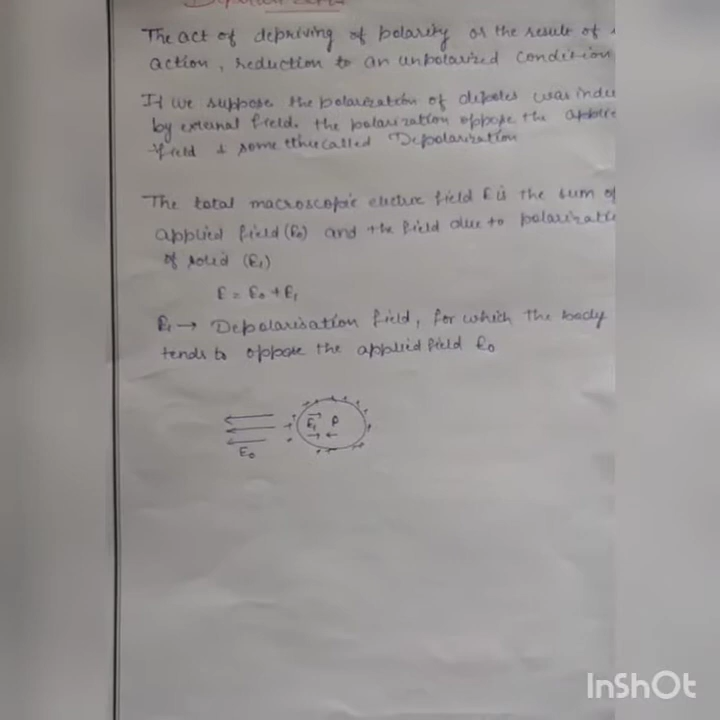 The act of depriving of polarity or the result of
action, reduction to an unpolarized condition
If we suppose the polarization of dipoles was indu
by external field. the polarization oppose the applie
field & some called Depolarization
The total macroscopic electric field E is the sum of
applied field (E₀) and the field due to polarizati
of solid (E₁)
E = E₀ + E₁
E₁ → Depolarisation field, for which the body
tends to oppose the applied field E₀
E₁ P
E₀
InShOt